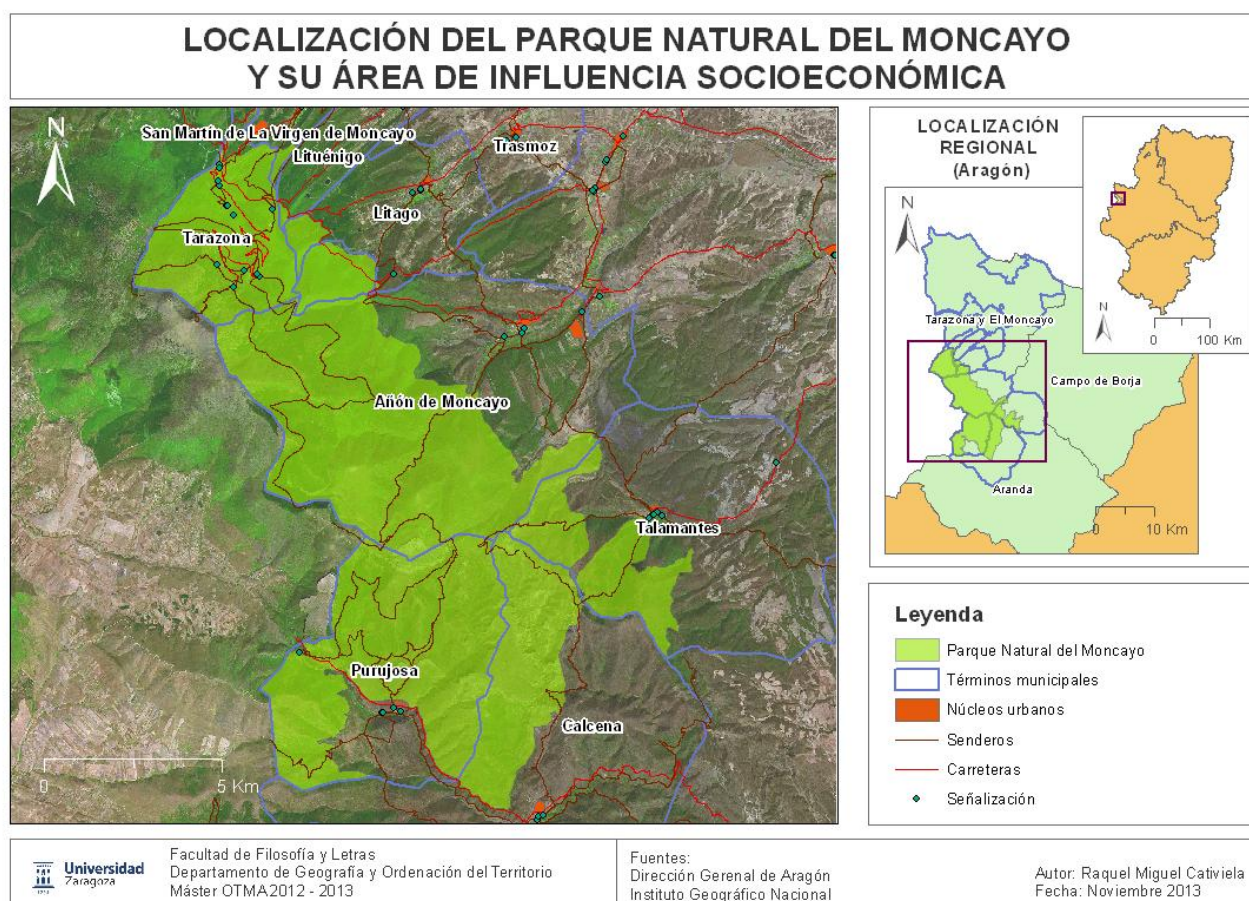 LOCALIZACIÓN DEL PARQUE NATURAL DEL MONCAYO
Y SU ÁREA DE INFLUENCIA SOCIOECONÓMICA
N
San Martín de La Virgen de Moncayo
Lituénigo
Trasmoz
Litago
Tarazona
Añón de Moncayo
Talamantes
Purujosa
Calcena
0 5 Km
LOCALIZACIÓN
REGIONAL
(Aragón)
N
0 100 Km
N
Tarazona y El Moncayo
Campo de Borja
Aranda
0 10 Km
Leyenda
Parque Natural del Moncayo
Términos municipales
Núcleos urbanos
Senderos
Carreteras
Señalización
Universidad
Zaragoza
1542
Facultad de Filosofía y Letras
Departamento de Geografía y Ordenación del Territorio
Máster OTMA2012 - 2013
Fuentes:
Dirección Gerenal de Aragón
Instituto Geográfico Nacional
Autor: Raquel Miguel Cativiela
Fecha: Noviembre 2013